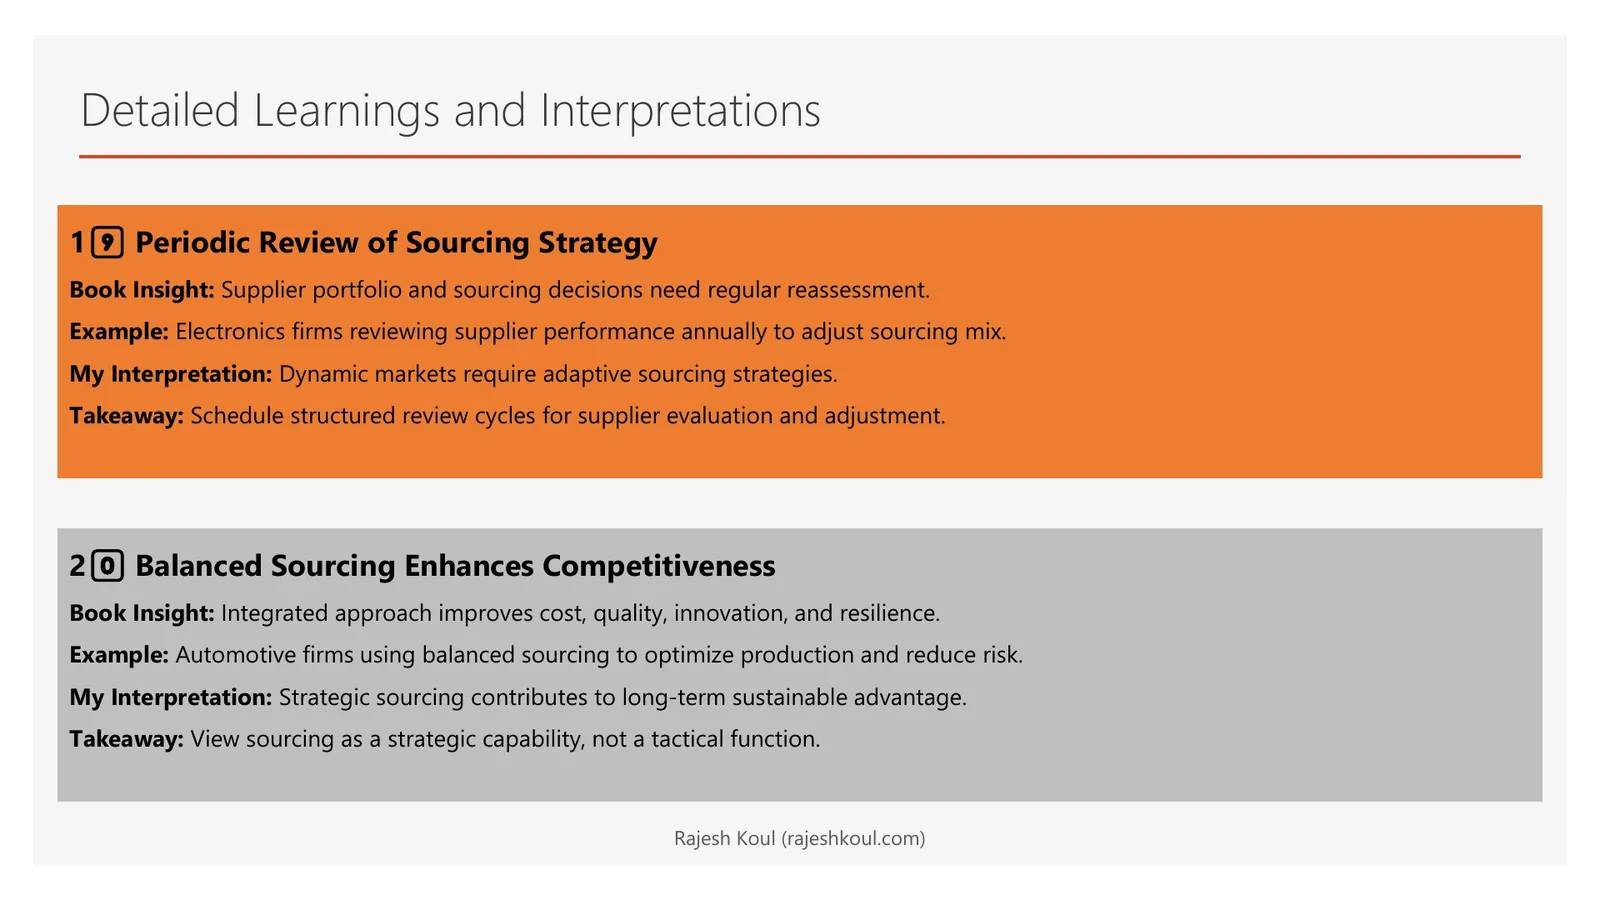 Detailed Learnings and Interpretations
19️⃣ Periodic Review of Sourcing Strategy
Book Insight: Supplier portfolio and sourcing decisions need regular reassessment.
Example: Electronics firms reviewing supplier performance annually to adjust sourcing mix.
My Interpretation: Dynamic markets require adaptive sourcing strategies.
Takeaway: Schedule structured review cycles for supplier evaluation and adjustment.
20️⃣ Balanced Sourcing Enhances Competitiveness
Book Insight: Integrated approach improves cost, quality, innovation, and resilience.
Example: Automotive firms using balanced sourcing to optimize production and reduce risk.
My Interpretation: Strategic sourcing contributes to long-term sustainable advantage.
Takeaway: View sourcing as a strategic capability, not a tactical function.
Rajesh Koul (rajeshkoul.com)